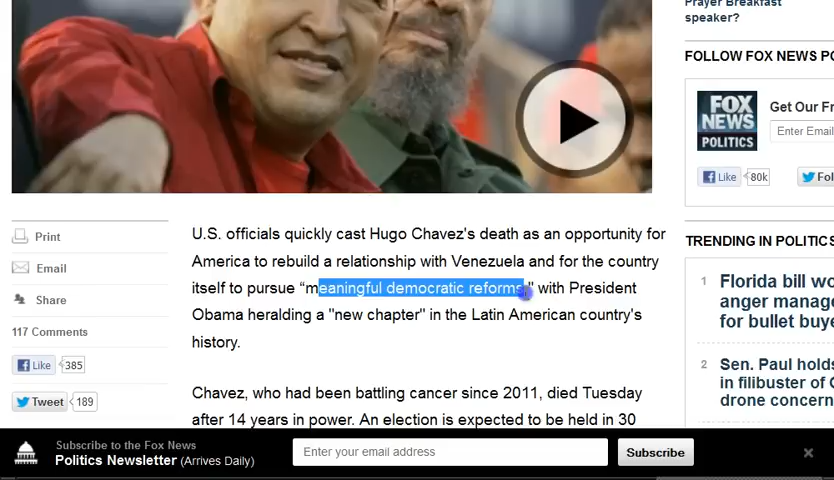 Prayer Breakfast
speaker?
FOLLOW FOX NEWS PO
FOX
NEWS
POLITICS
Get Our Fr
Enter Email
Like 80k
Fol
Print
Email
Share
117 Comments
Like 385
Tweet 189
U.S. officials quickly cast Hugo Chavez's death as an opportunity for
America to rebuild a relationship with Venezuela and for the country
itself to pursue “meaningful democratic reforms,” with President
Obama heralding a "new chapter" in the Latin American country's
history.
Chavez, who had been battling cancer since 2011, died Tuesday
after 14 years in power. An election is expected to be held in 30
TRENDING IN POLITICS
1 Florida bill wo
anger manage
for bullet buye
2 Sen. Paul holds
in filibuster of C
drone concern
Subscribe to the Fox News
Politics Newsletter (Arrives Daily)
Enter your email address
Subscribe